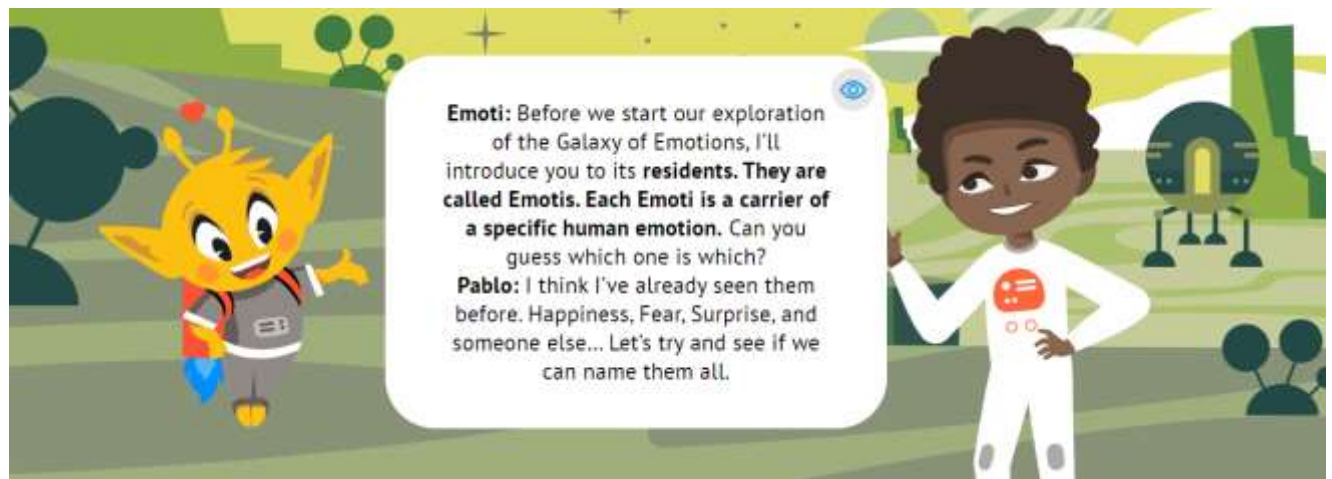 Emoti: Before we start our exploration
of the Galaxy of Emotions, I'll
introduce you to its residents. They are
called Emotis. Each Emoti is a carrier of
a specific human emotion. Can you
guess which one is which?
Pablo: I think I've already seen them
before. Happiness, Fear, Surprise, and
someone else... Let's try and see if we
can name them all.